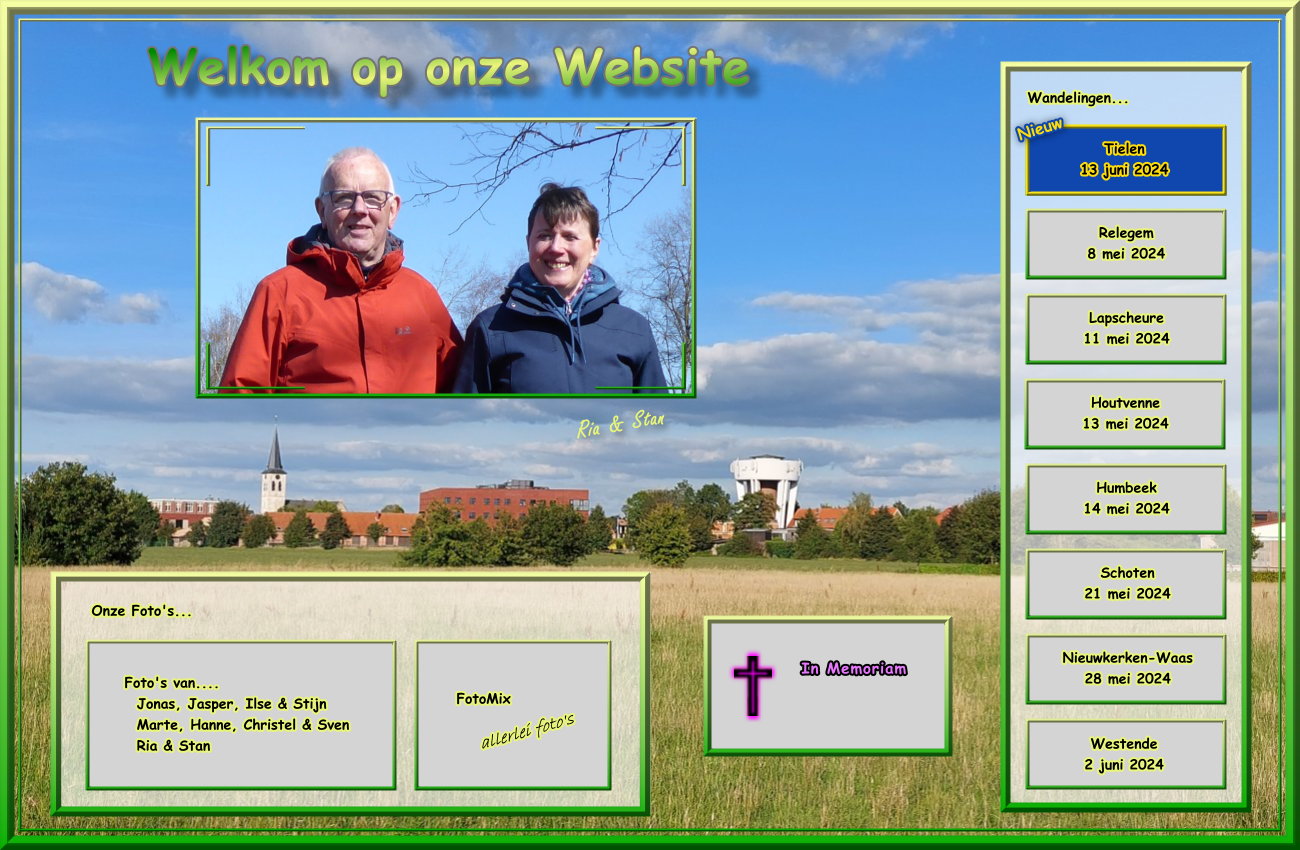 Welkom op onze Website
Ria & Stan
Wandelingen...
Nieuw
Tielen
13 juni 2024
Relegem
8 mei 2024
Lapscheure
11 mei 2024
Houtvenne
13 mei 2024
Humbeek
14 mei 2024
Schoten
21 mei 2024
Nieuwkerken-Waas
28 mei 2024
Westende
2 juni 2024
Onze Foto's...
Foto's van....
Jonas, Jasper, Ilse & Stijn
Marte, Hanne, Christel & Sven
Ria & Stan
FotoMix
allerlei foto's
In Memoriam